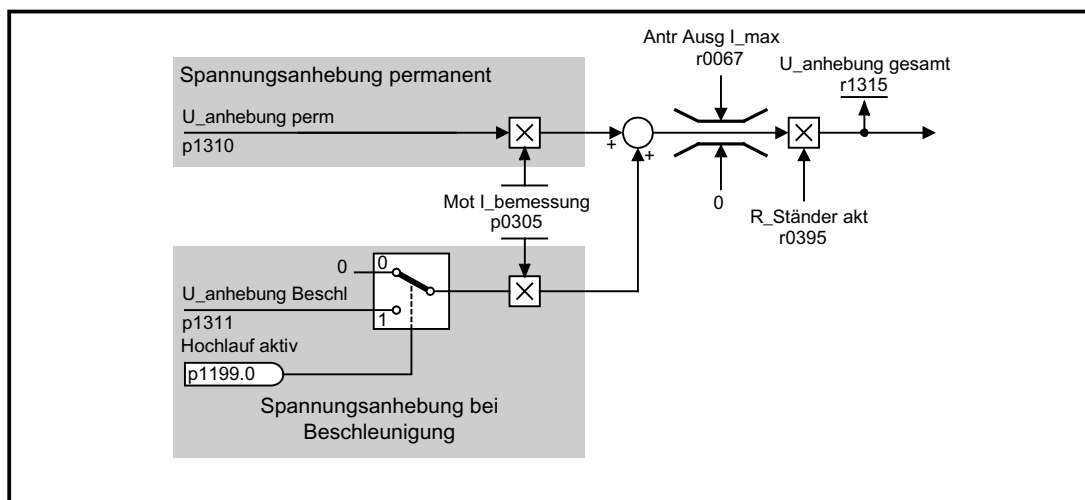 Antr Ausg I_max
r0067
U_anhebung gesamt
r1315
Spannungsanhebung permanent
U_anhebung perm
p1310
+
+
Mot I_bemessung
p0305
0
R_Ständer akt
r0395
0
0
U_anhebung Beschl
p1311
1
Hochlauf aktiv
p1199.0
Spannungsanhebung bei
Beschleunigung